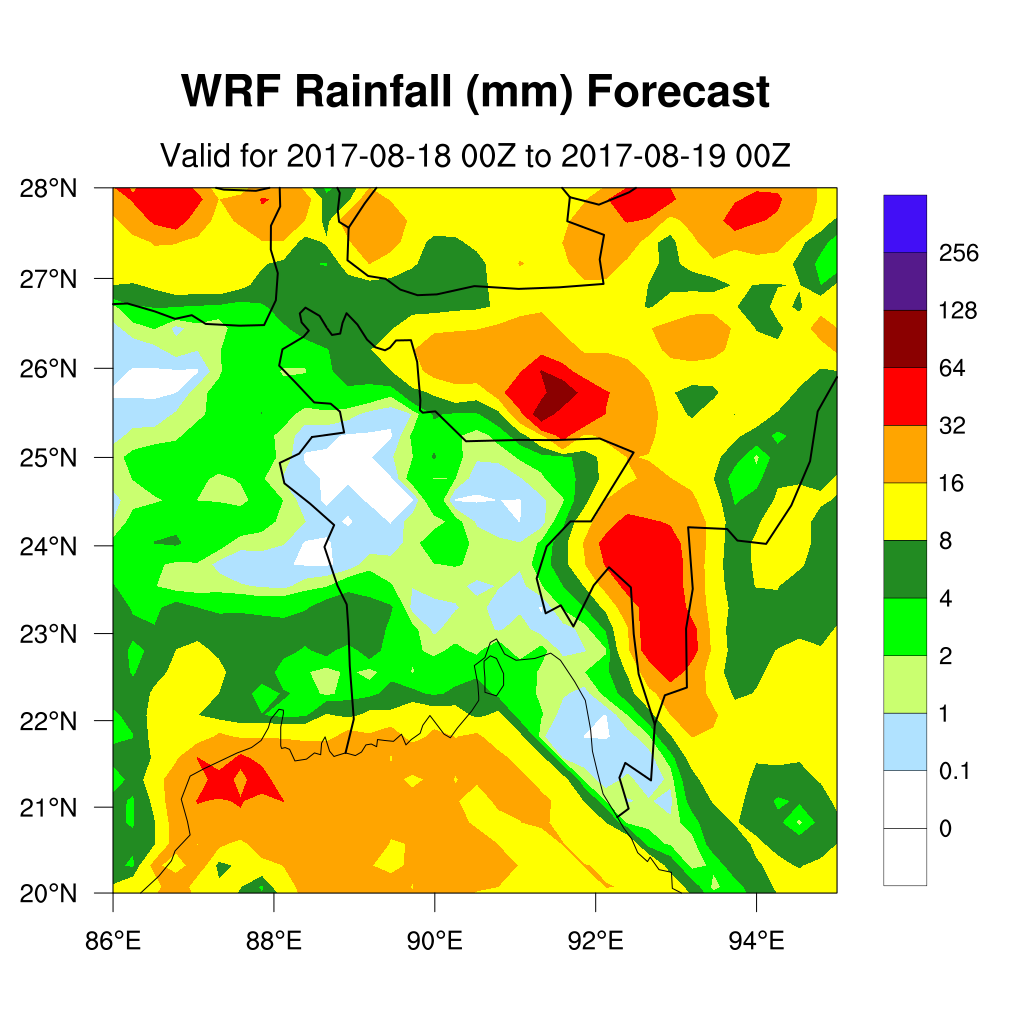 WRF Rainfall (mm) Forecast
Valid for 2017-08-18 00Z to 2017-08-19 00Z
28°N
27°N
26°N
25°N
24°N
23°N
22°N
21°N
20°N
86°E
88°E
90°E
92°E
94°E
256
128
64
32
16
8
4
2
1
0.1
0